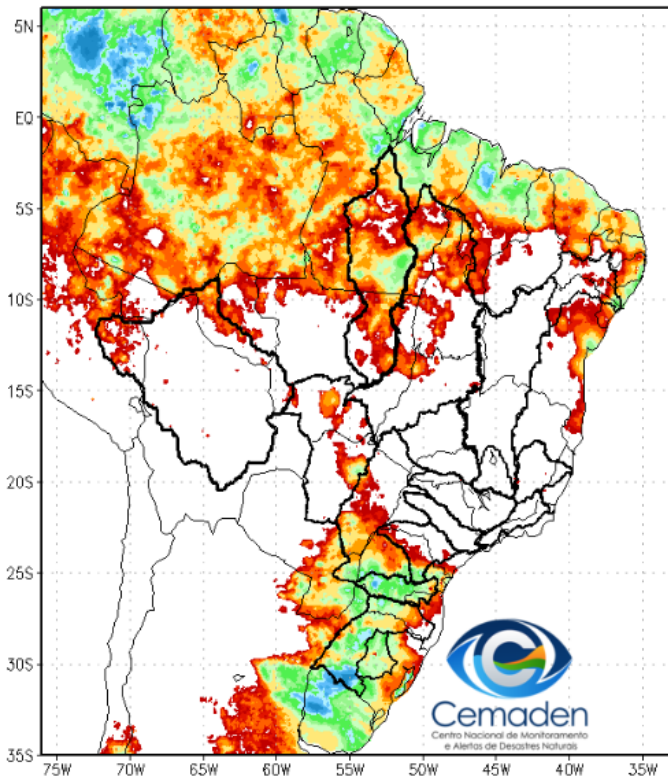 5N
EQ
5S
10S
15S
20S
25S
30S
35S
75W 70W 65W 60W 55W 50W 45W 40W 35W
Cemaden
Centro Nacional de Monitoramento
e Alertas de Desastres Naturais